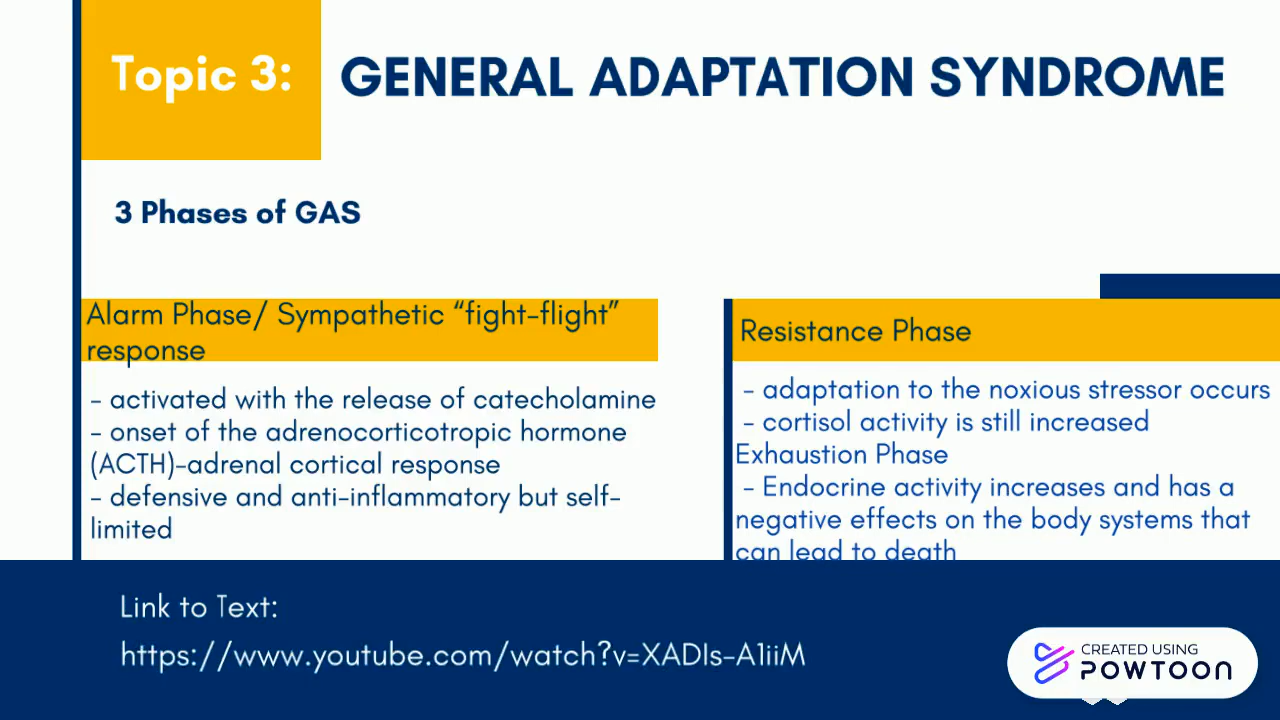 Topic 3:
GENERAL ADAPTATION SYNDROME
3 Phases of GAS
Alarm Phase/ Sympathetic “fight-flight”
response
- activated with the release of catecholamine
- onset of the adrenocorticotropic hormone
(ACTH)-adrenal cortical response
- defensive and anti-inflammatory but self-
limited
Resistance Phase
- adaptation to the noxious stressor occurs
- cortisol activity is still increased
Exhaustion Phase
- Endocrine activity increases and has a
negative effects on the body systems that
can lead to death
Link to Text:
https://www.youtube.com/watch?v=XADIs-A1iiM
CREATED USING
POWTOON